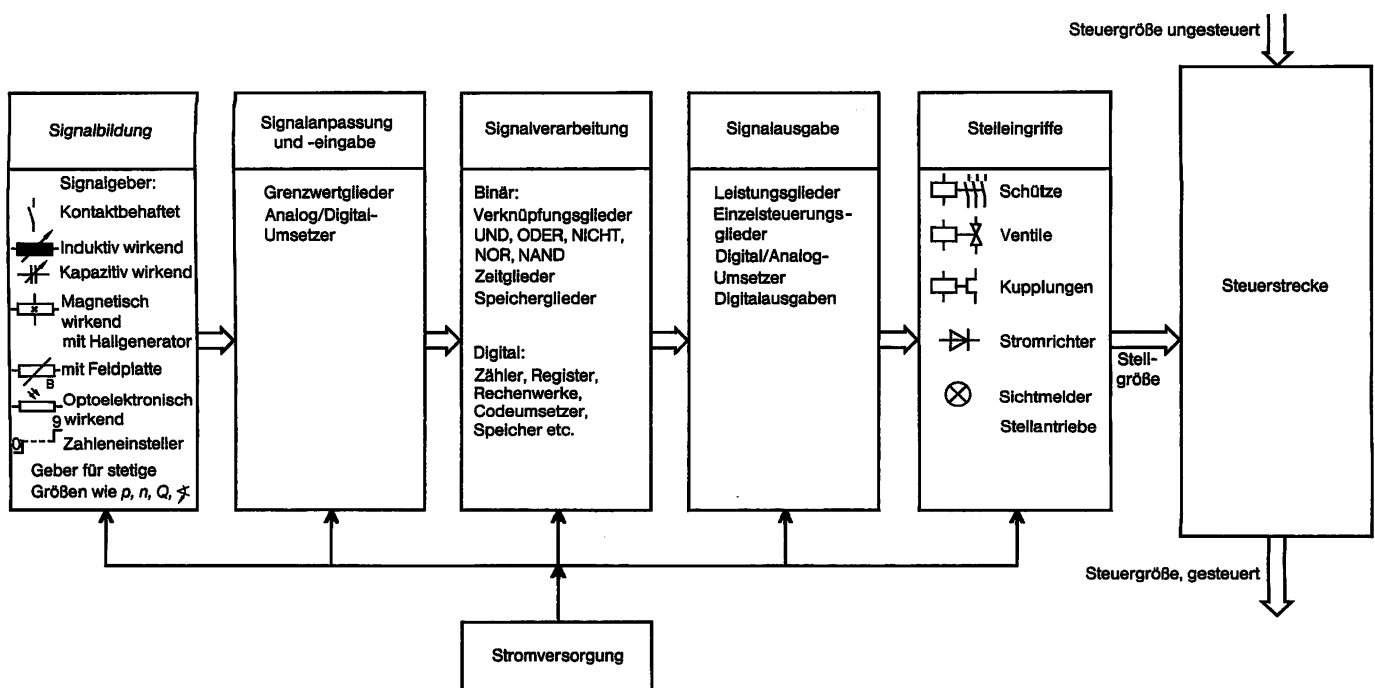 Steuergröße ungesteuert
Signalbildung
Signalgeber:
Kontaktbehaftet
Induktiv wirkend
Kapazitiv wirkend
Magnetisch
wirkend
mit Hallgenerator
mit Feldplatte
B
Optoelektronisch
wirkend
9
0
Zahleneinsteller
Geber für stetige
Größen wie p, n, Q, ∢
Signalanpassung
und -eingabe
Grenzwertglieder
Analog/Digital-
Umsetzer
Signalverarbeitung
Binär:
Verknüpfungsglieder
UND, ODER, NICHT,
NOR, NAND
Zeitglieder
Speicherglieder
Digital:
Zähler, Register,
Rechenwerke,
Codeumsetzer,
Speicher etc.
Signalausgabe
Leistungsglieder
Einzelsteuerungs-
glieder
Digital/Analog-
Umsetzer
Digitalausgaben
Stelleingriffe
Schütze
Ventile
Kupplungen
Stromrichter
Sichtmelder
Stellantriebe
Stell-
größe
Steuerstrecke
Steuergröße, gesteuert
Stromversorgung